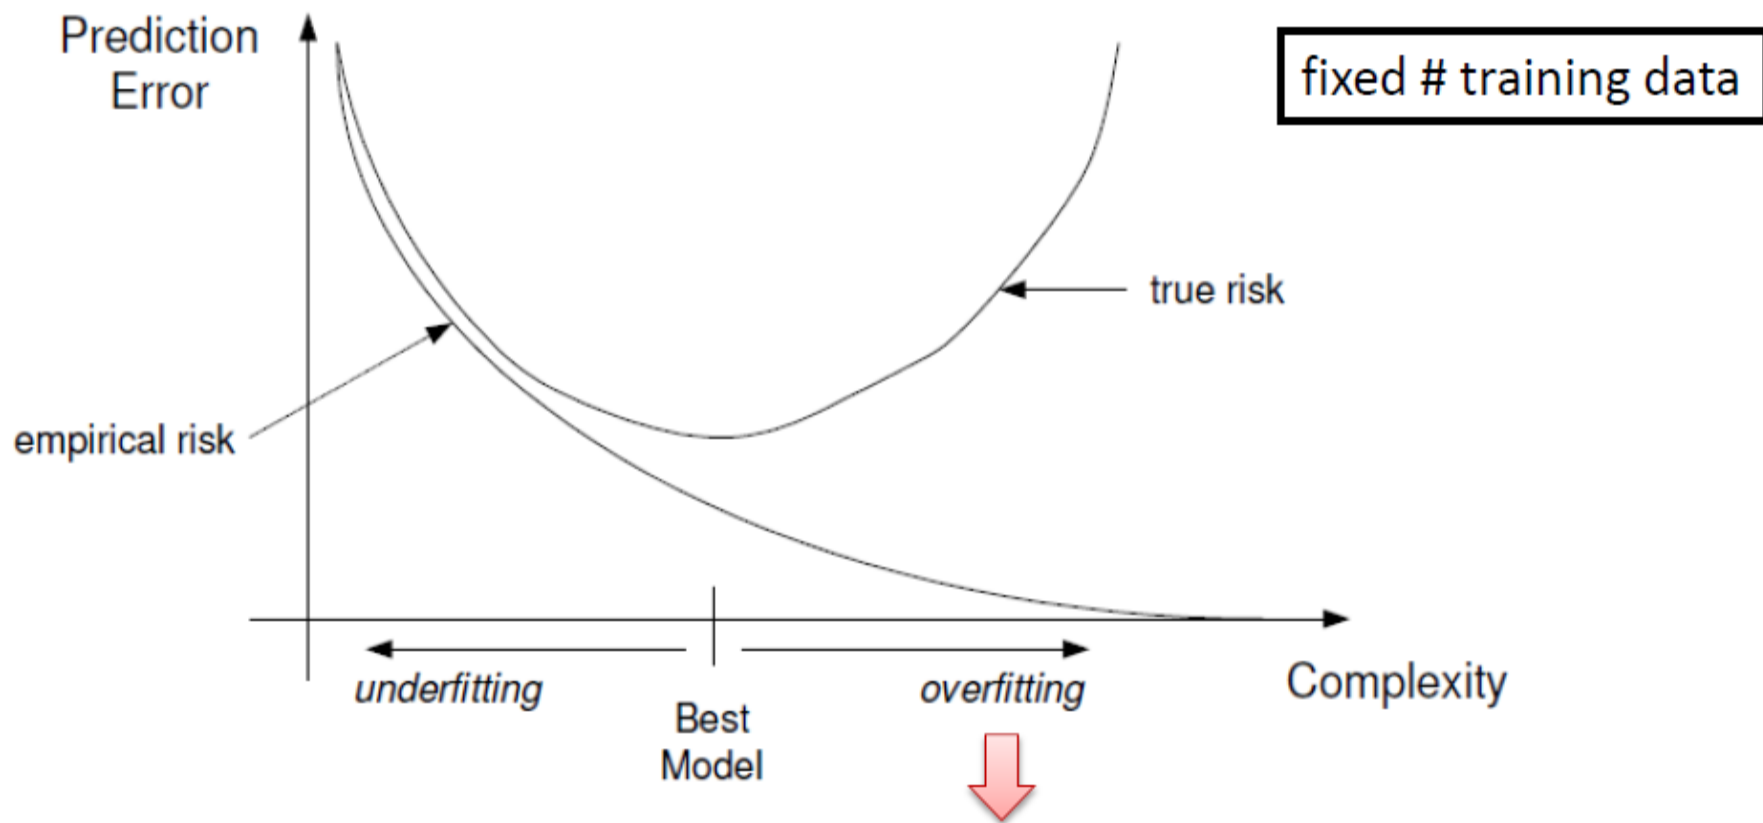 Prediction
Error
fixed # training data
true risk
empirical risk
underfitting
overfitting
Complexity
Best
Model